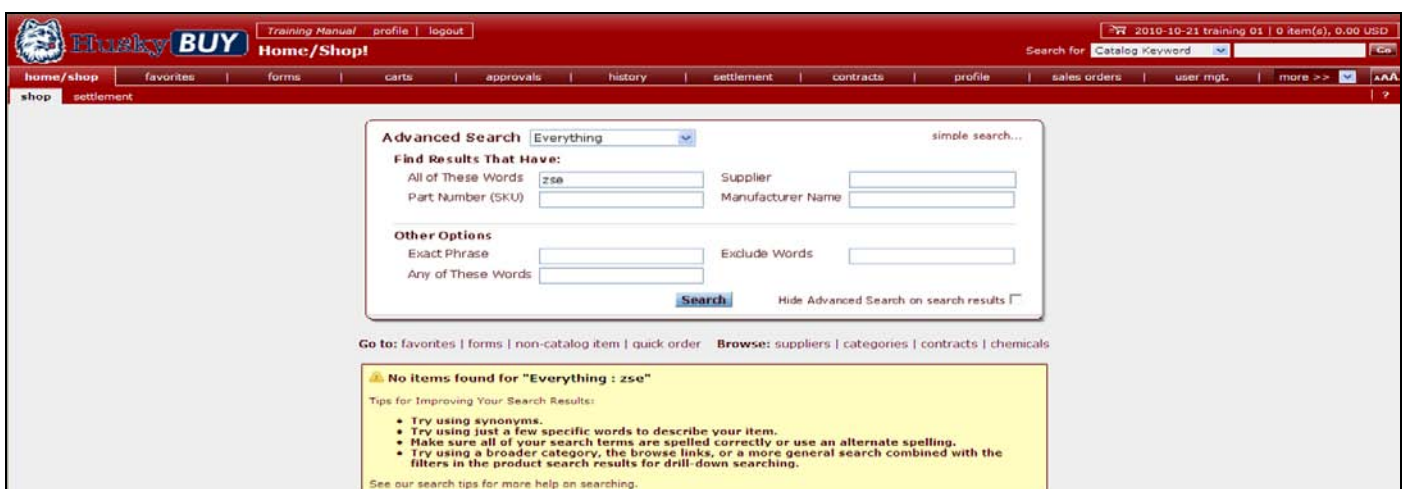 Husky BUY
Training Manual profile | logout
Home/Shop!
2010-10-21 training 01 | 0 item(s), 0.00 USD
Search for Catalog Keyword Go
home/shop favorites | forms | carts | approvals | history | settlement | contracts | profile | sales orders | user mgt. | more >> AAA
shop settlement | ?
Advanced Search Everything simple search...
Find Results That Have:
All of These Words zse Supplier
Part Number (SKU) Manufacturer Name
Other Options
Exact Phrase Exclude Words
Any of These Words
Search Hide Advanced Search on search results
Go to: favorites | forms | non-catalog item | quick order Browse: suppliers | categories | contracts | chemicals
No items found for "Everything : zse"
Tips for Improving Your Search Results:
• Try using synonyms.
• Try using just a few specific words to describe your item.
• Make sure all of your search terms are spelled correctly or use an alternate spelling.
• Try using a broader category, the browse links, or a more general search combined with the
filters in the product search results for drill-down searching.
See our search tips for more help on searching.